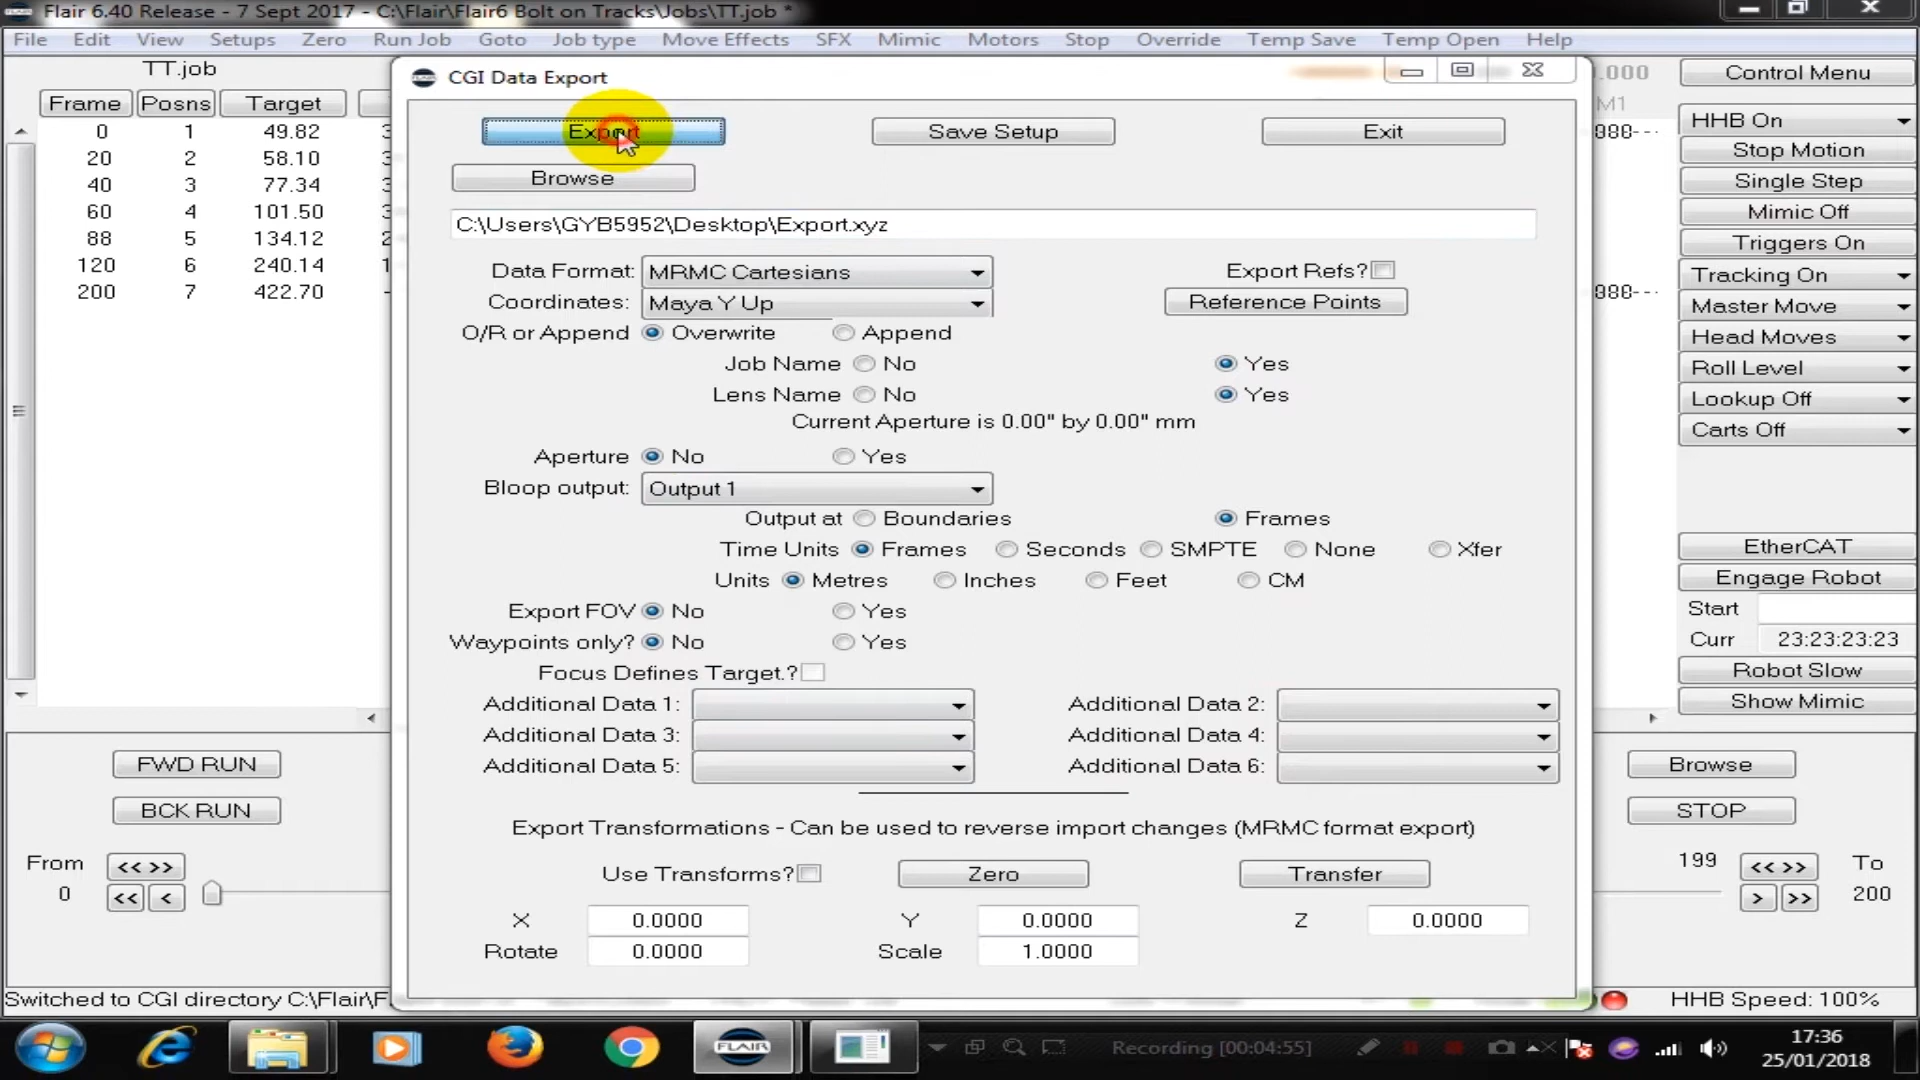 Flair 6.40 Release - 7 Sept 2017 - C:\Flair\Flair6 Bolt on Tracks\Jobs\TT.job *
File Edit View Setups Zero Run Job Goto Job type Move Effects SFX Mimic Motors Stop Override Temp Save Temp Open Help
TT.job
Frame Posns Target
0 1 49.82
20 2 58.10
40 3 77.34
60 4 101.50
88 5 134.12
120 6 240.14
200 7 422.70
CGI Data Export
Export Save Setup Exit
Browse
C:\Users\GYB5952\Desktop\Export.xyz
Data Format: MRMC Cartesians Export Refs?
Coordinates: Maya Y Up Reference Points
O/R or Append Overwrite Append
Job Name No Yes
Lens Name No Yes
Current Aperture is 0.00" by 0.00" mm
Aperture No Yes
Bloop output: Output 1
Output at Boundaries Frames
Time Units Frames Seconds SMPTE None Xfer
Units Metres Inches Feet CM
Export FOV No Yes
Waypoints only? No Yes
Focus Defines Target.?
Additional Data 1: Additional Data 2:
Additional Data 3: Additional Data 4:
Additional Data 5: Additional Data 6:
Export Transformations - Can be used to reverse import changes (MRMC format export)
Use Transforms? Zero Transfer
X 0.0000 Y 0.0000 Z 0.0000
Rotate 0.0000 Scale 1.0000
Control Menu
HHB On
Stop Motion
Single Step
Mimic Off
Triggers On
Tracking On
Master Move
Head Moves
Roll Level
Lookup Off
Carts Off
EtherCAT
Engage Robot
Start
Curr 23:23:23:23
Robot Slow
Show Mimic
FWD RUN
BCK RUN
From
0
<< >>
<< <
Browse
STOP
199 << >> To
> >> 200
Switched to CGI directory C:\Flair\F
HHB Speed: 100%
FLAIR
Recording [00:04:55]
17:36
25/01/2018